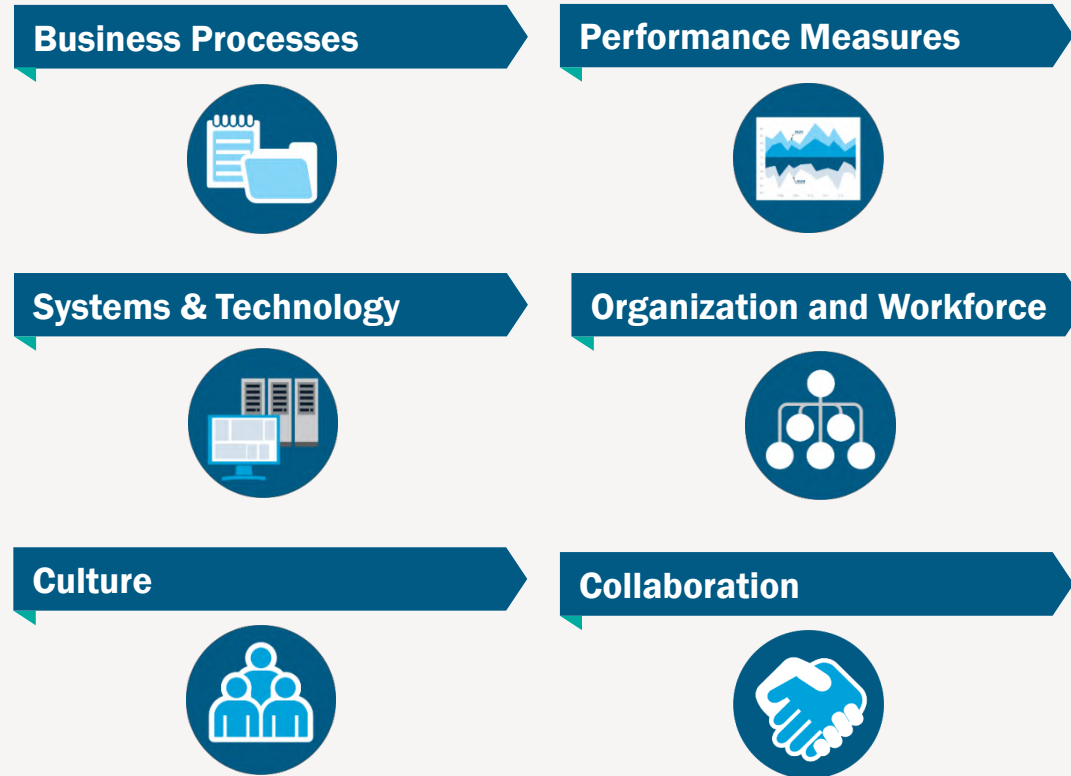 Business Processes
Performance Measures
Systems & Technology
Organization and Workforce
Culture
Collaboration